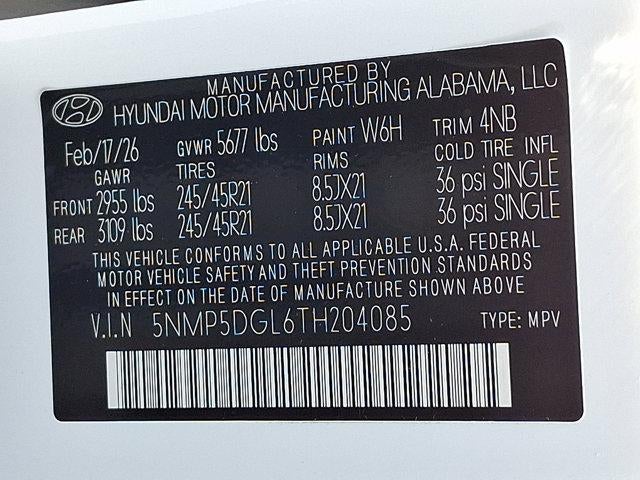 MANUFACTURED BY
HYUNDAI MOTOR MANUFACTURING ALABAMA, LLC
Feb/17/26 GVWR 5677 lbs PAINT W6H TRIM 4NB
GAWR TIRES RIMS COLD TIRE INFL
FRONT 2955 lbs 245/45R21 8.5JX21 36 psi SINGLE
REAR 3109 lbs 245/45R21 8.5JX21 36 psi SINGLE
THIS VEHICLE CONFORMS TO ALL APPLICABLE U.S.A. FEDERAL
MOTOR VEHICLE SAFETY AND THEFT PREVENTION STANDARDS
IN EFFECT ON THE DATE OF MANUFACTURE SHOWN ABOVE
V.I.N 5NMP5DGL6TH204085 TYPE: MPV